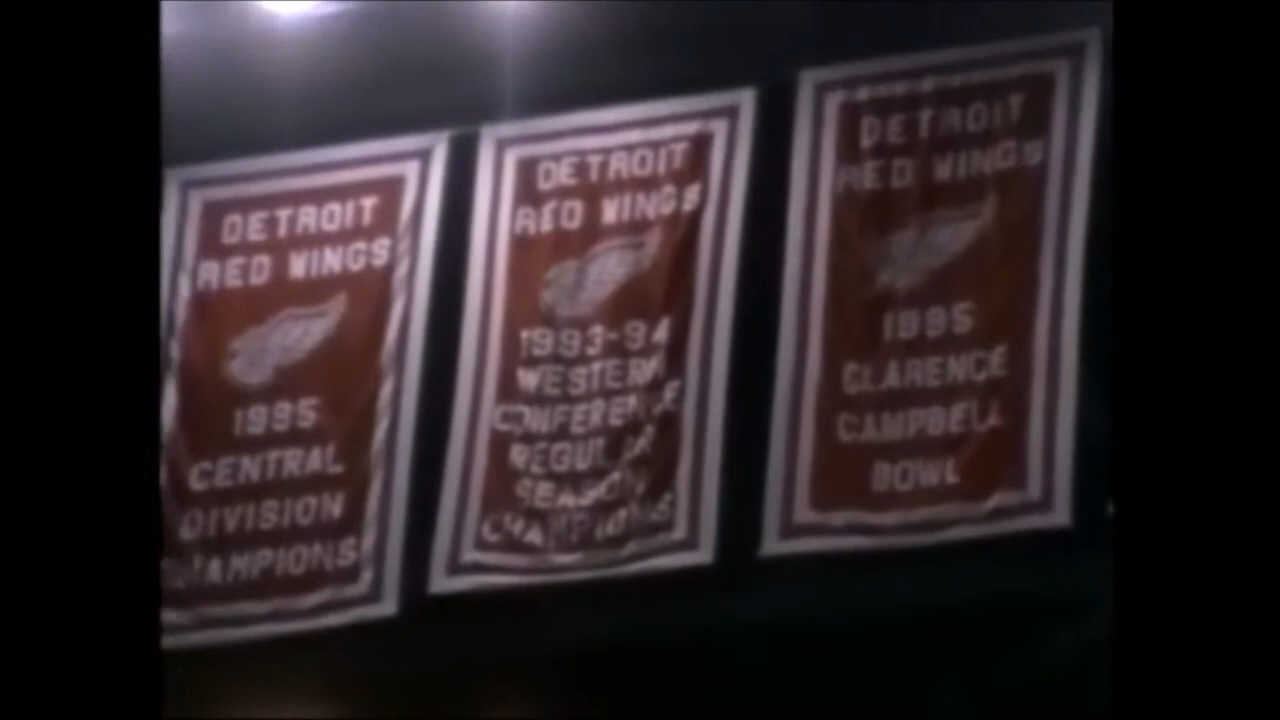 DETROIT
RED WINGS
1995
CENTRAL
DIVISION
CHAMPIONS
DETROIT
RED WINGS
1993-94
WESTERN
CONFERENCE
REGULAR
SEASON
CHAMPIONS
DETROIT
RED WINGS
1995
CLARENCE
CAMPBELL
BOWL